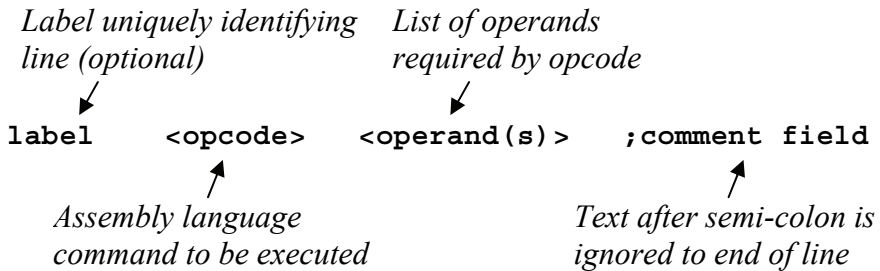 Label uniquely identifying
line (optional)
List of operands
required by opcode
label <opcode> <operand(s)> ;comment field
Assembly language
command to be executed
Text after semi-colon is
ignored to end of line